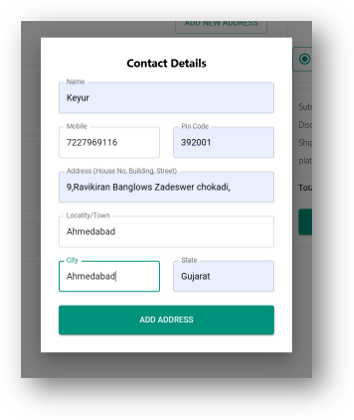 ADD NEW ADDRESS
Contact Details
Name
Keyur
Mobile
Pin Code
7227969116
392001
Address (House No, Building, Street)
9,Ravikiran Banglows Zadeswer chokadi,
Locality/Town
Ahmedabad
City
State
Ahmedabad
Gujarat
ADD ADDRESS
Sub
Disc
Ship
plat
Tota